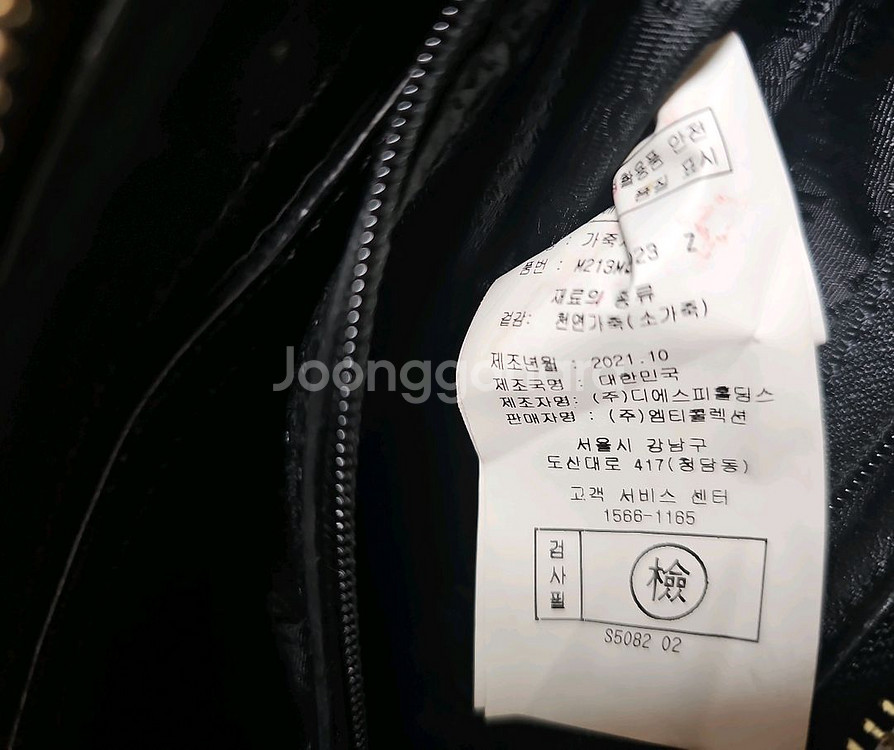 안전
표시
: 가죽
품번 : M213M
23 Z
재료의 종류
겉감: 천연가죽(소가죽)
제조년월 : 2021.10
제조국명 : 대한민국
제조자명: (주)디에스피홀딩스
판매자명 : (주)엠티콜렉션
서울시 강남구
도산대로 417(청담동)
고객 서비스 센터
1566-1165
검사필
檢
S5082 02